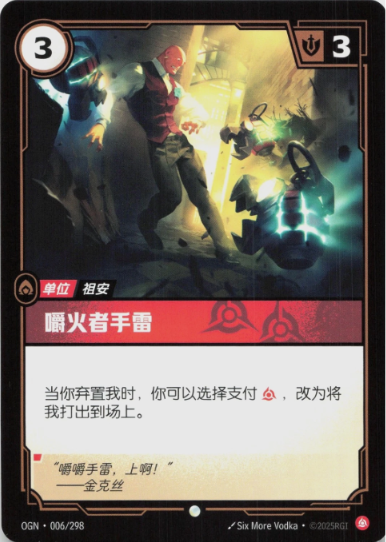 3
3
单位 祖安
嚼火者手雷
当你弃置我时，你可以选择支付 ，改为将
我打出到场上。
“嚼嚼手雷，上啊！”
——金克丝
OGN • 006/298
Six More Vodka • ©2025RGI